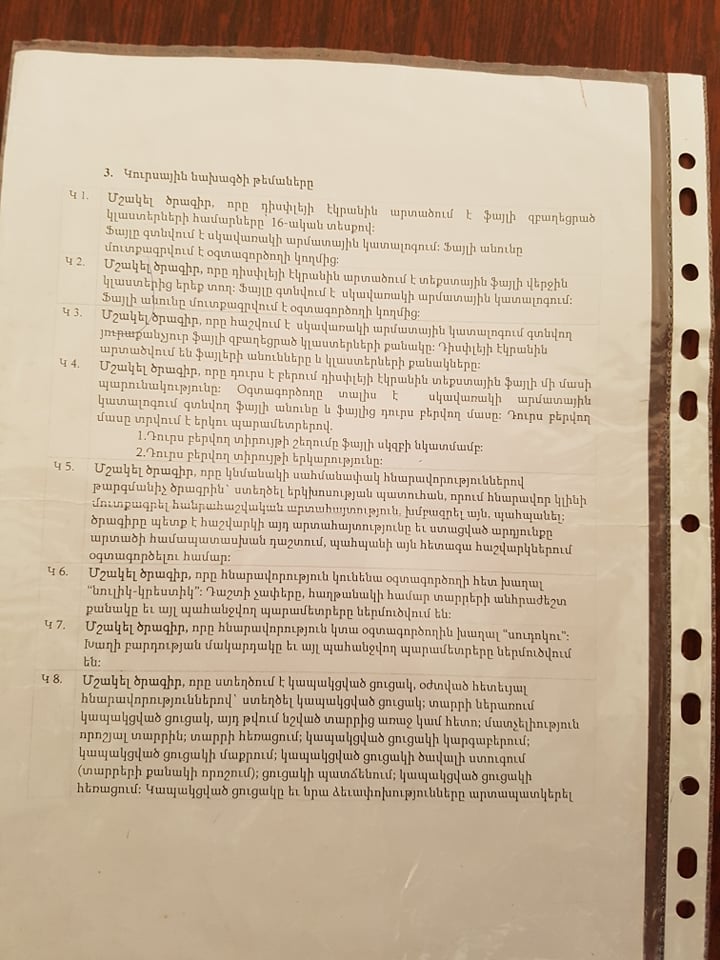 3. Կուրսային նախագծի թեմաները
Կ 1. Մշակել ծրագիր, որը դիսփլեյի էկրանին արտածում է ֆայլի զբաղեցրած
կլաստերների համարները՝ 16-ական տեսքով:
Ֆայլը գտնվում է սկավառակի արմատային կատալոգում: Ֆայլի անունը
մուտքագրվում է օգտագործողի կողմից:
Կ 2. Մշակել ծրագիր, որը դիսփլեյի էկրանին արտածում է տեքստային ֆայլի վերջին
կլաստերից երեք տող: Ֆայլը գտնվում է սկավառակի արմատային կատալոգում:
Ֆայլի անունը մուտքագրվում է օգտագործողի կողմից:
Կ 3. Մշակել ծրագիր, որը հաշվում է սկավառակի արմատային կատալոգում գտնվող
յուրաքանչյուր ֆայլի զբաղեցրած կլաստերների քանակը: Դիսփլեյի էկրանին
արտածվում են ֆայլերի անունները և կլաստերների քանակները:
Կ 4. Մշակել ծրագիր, որը դուրս է բերում դիսփլեյի էկրանին տեքստային ֆայլի մի մասի
պարունակությունը: Օգտագործողը տալիս է սկավառակի արմատային
կատալոգում գտնվող ֆայլի անունը և ֆայլից դուրս բերվող մասը: Դուրս բերվող
մասը տրվում է երկու պարամետրերով.
1.Դուրս բերվող տիրույթի շեղումը ֆայլի սկզբի նկատմամբ:
2.Դուրս բերվող տիրույթի երկարությունը:
Կ 5. Մշակել ծրագիր, որը կնմանակի սահմանափակ հնարավորություններով
թարգմանիչ ծրագրին` ստեղծել երկխոսության պատուհան, որում հնարավոր կլինի
մուտքագրել հանրահաշվական արտահայտություն, խմբագրել այն, պահպանել;
ծրագիրը պետք է հաշվարկի այդ արտահայտությունը եւ ստացված արդյունքը
արտածի համապատասխան դաշտում, պահպանի այն հետագա հաշվարկներում
օգտագործելու համար:
Կ 6. Մշակել ծրագիր, որը հնարավորություն կունենա օգտագործողի հետ խաղալ
“նուլիկ-կրեստիկ”: Դաշտի չափերը, հաղթանակի համար տարրերի անհրաժեշտ
քանակը եւ այլ պահանջվող պարամետրերը ներմուծվում են:
Կ 7. Մշակել ծրագիր, որը հնարավորություն կտա օգտագործողին խաղալ “սուդոկու”:
Խաղի բարդության մակարդակը եւ այլ պահանջվող պարամետրերը ներմուծվում
են:
Կ 8. Մշակել ծրագիր, որը ստեղծում է կապակցված ցուցակ, օժտված հետեյալ
հնարավորություններով` ստեղծել կապակցված ցուցակ; տարրի ներառում
կապակցված ցուցակ, այդ թվում նշված տարրից առաջ կամ հետո; մատչելիություն
որոշյալ տարրին; տարրի հեռացում; կապակցված ցուցակի կարգաբերում;
կապակցված ցուցակի մաքրում; կապակցված ցուցակի ծավալի ստուգում
(տարրերի քանակի որոշում); ցուցակի պատճենում; կապակցված ցուցակի
հեռացում: Կապակցված ցուցակը եւ նրա ձեւափոխությունները արտապատկերել